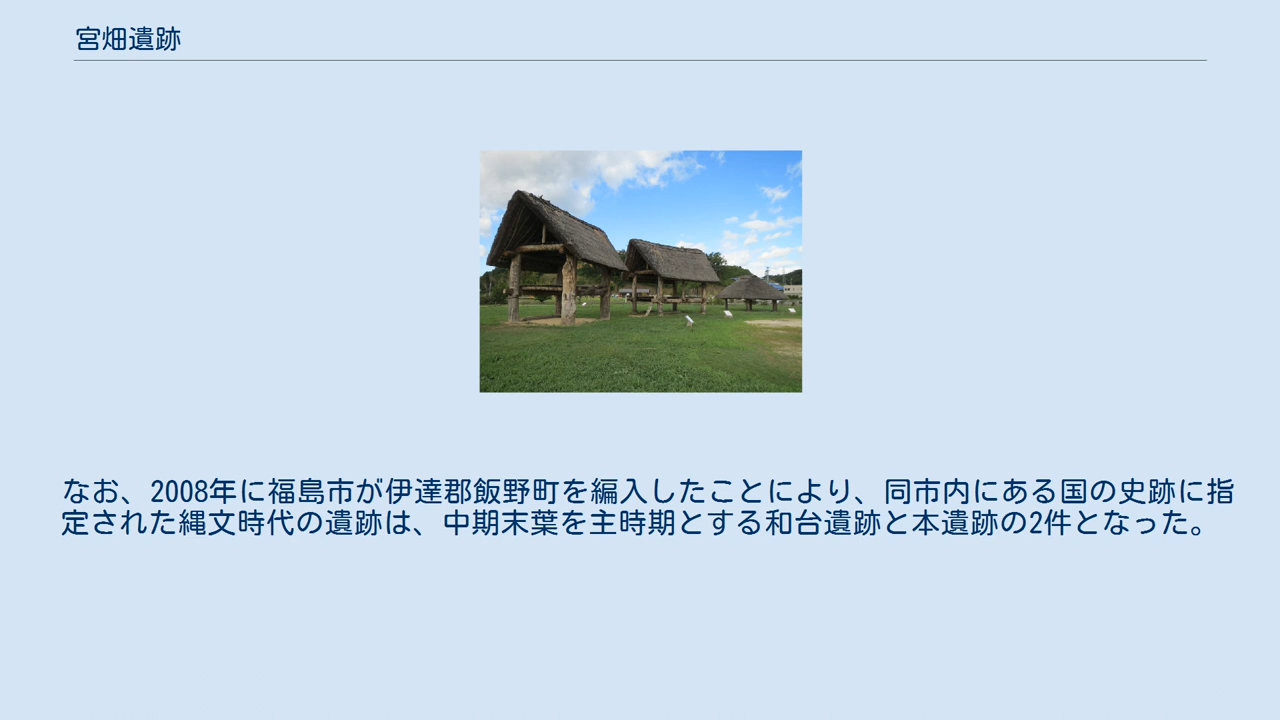 宮畑遺跡
なお、2008年に福島市が伊達郡飯野町を編入したことにより、同市内にある国の史跡に指
定された縄文時代の遺跡は、中期末葉を主時期とする和台遺跡と本遺跡の2件となった。